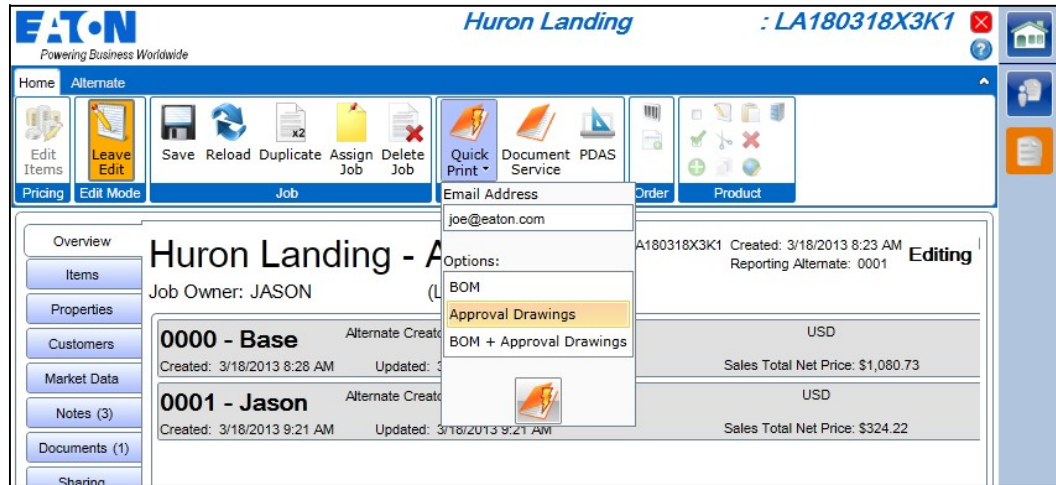 EATON
Powering Business Worldwide
Huron Landing : LA180318X3K1
Home Alternate
Edit Items
Leave Edit
Save Reload Duplicate Assign Job Delete Job
x2
Quick Print Document Service PDAS
Pricing Edit Mode Job Order Product
Email Address
joe@eaton.com
Options:
BOM
Approval Drawings
BOM + Approval Drawings
Overview
Items
Properties
Customers
Market Data
Notes (3)
Documents (1)
Sharing
Huron Landing - A
A180318X3K1 Created: 3/18/2013 8:23 AM
Reporting Alternate: 0001
Editing
Job Owner: JASON (L
0000 - Base Alternate Creato USD
Created: 3/18/2013 8:28 AM Updated: 3 Sales Total Net Price: $1,080.73
0001 - Jason Alternate Creato USD
Created: 3/18/2013 9:21 AM Updated: 3/18/2013 9:21 AM Sales Total Net Price: $324.22